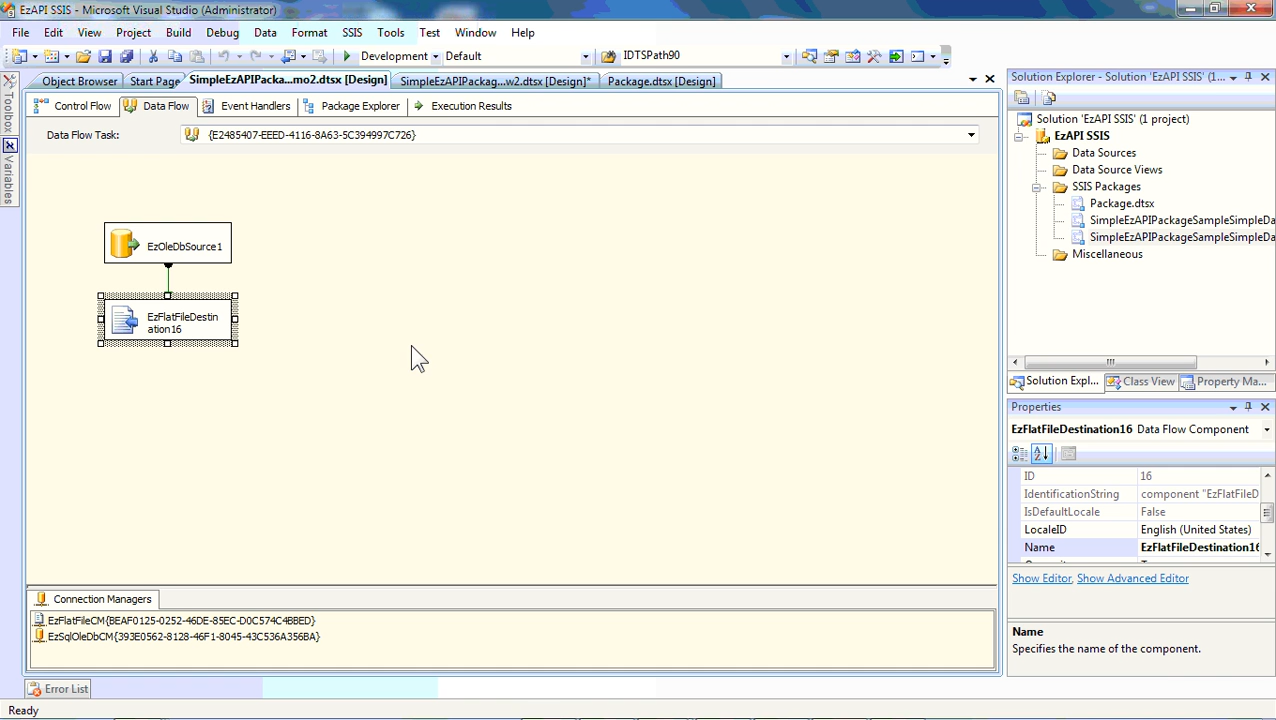 EzAPI SSIS - Microsoft Visual Studio (Administrator)
File Edit View Project Build Debug Data Format SSIS Tools Test Window Help
Development Default IDTSPath90
Object Browser Start Page SimpleEzAPIPacka...mo2.dtsx [Design] SimpleEzAPIPackag...w2.dtsx [Design]* Package.dtsx [Design]
Control Flow Data Flow Event Handlers Package Explorer Execution Results
Data Flow Task: {E2485407-EEED-4116-8A63-5C394997C726}
Toolbox
Variables
EzOleDbSource1
EzFlatFileDestin
ation16
Connection Managers
EzFlatFileCM{BEAF0125-0252-46DE-85EC-D0C574C4BBED}
EzSqlOleDbCM{393E0562-8128-46F1-8045-43C536A356BA}
Error List
Ready
Solution Explorer - Solution 'EzAPI SSIS' (1...
Solution 'EzAPI SSIS' (1 project)
EzAPI SSIS
Data Sources
Data Source Views
SSIS Packages
Package.dtsx
SimpleEzAPIPackageSampleSimpleDa
SimpleEzAPIPackageSampleSimpleDa
Miscellaneous
Solution Expl... Class View Property Ma...
Properties
EzFlatFileDestination16 Data Flow Component
ID 16
IdentificationString component "EzFlatFileD
IsDefaultLocale False
LocaleID English (United States)
Name EzFlatFileDestination16
Show Editor, Show Advanced Editor
Name
Specifies the name of the component.